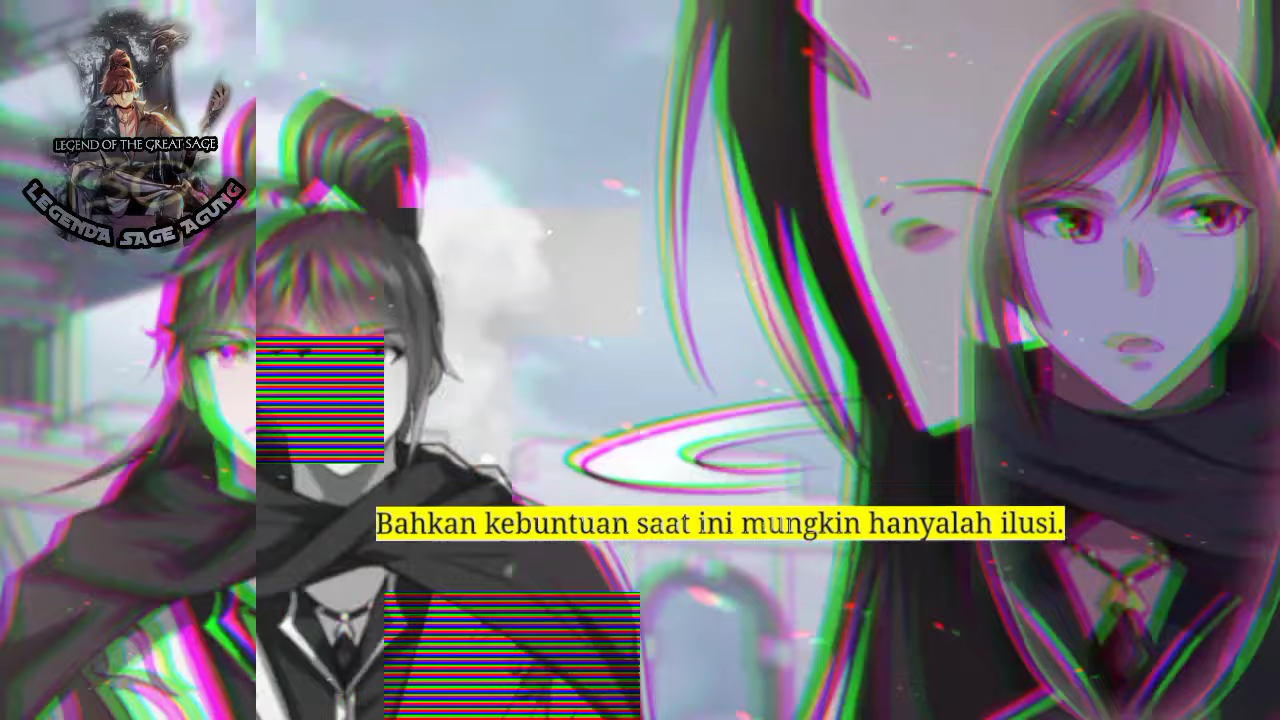 LEGEND OF THE GREAT SAGE
LEGENDA SAGE AGUNG
Bahkan kebuntuan saat ini mungkin hanyalah ilusi.